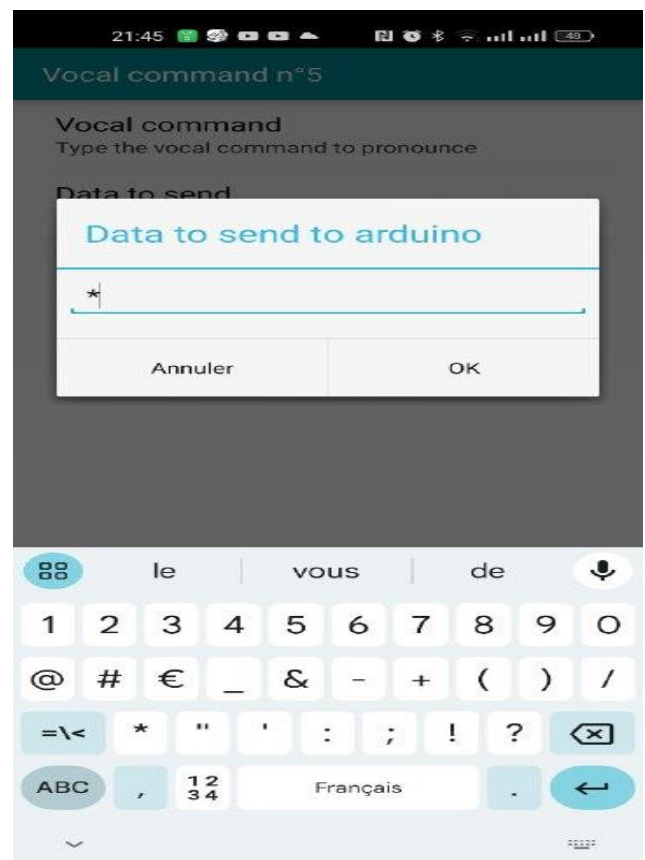 21:45 48
Vocal command n°5
Vocal command
Type the vocal command to pronounce
Data to send
Data to send to arduino
*
Annuler OK
le vous de
1 2 3 4 5 6 7 8 9 0
@ # € _ & - + ( ) /
=\< * " ' : ; ! ?
ABC , 12 34 Français .